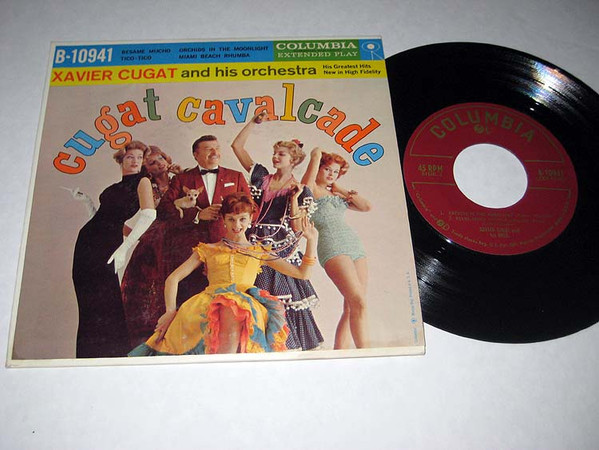 B-10941
BESAME MUCHO
TICO-TICO
ORCHIDS IN THE MOONLIGHT
MIAMI BEACH RHUMBA
COLUMBIA
EXTENDED PLAY
XAVIER CUGAT and his orchestra
His Greatest Hits
New in High Fidelity
cugat cavalcade
COLUMBIA
45 RPM
B-10941